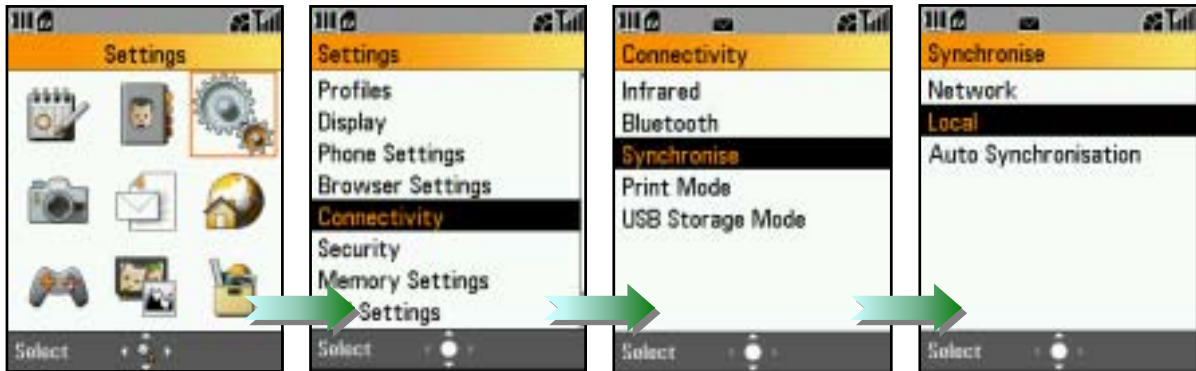 Settings
Select
Settings
Profiles
Display
Phone Settings
Browser Settings
Connectivity
Security
Memory Settings
Settings
Select
Connectivity
Infrared
Bluetooth
Synchronise
Print Mode
USB Storage Mode
Select
Synchronise
Network
Local
Auto Synchronisation
Select